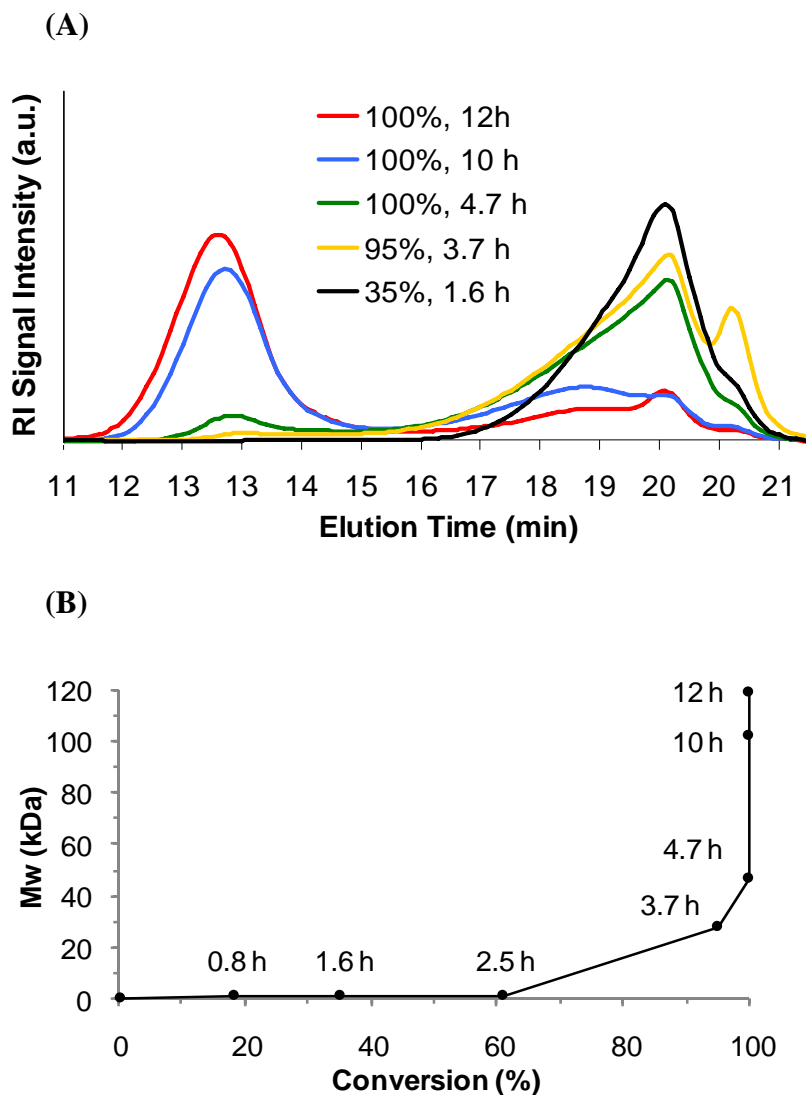 (A)
RI Signal Intensity (a.u.)
100%, 12h
100%, 10 h
100%, 4.7 h
95%, 3.7 h
35%, 1.6 h
11 12 13 13 14 15 16 17 18 19 20 20 21
Elution Time (min)
(B)
Mw (kDa)
120
100
80
60
40
20
0
12 h
10 h
4.7 h
3.7 h
0.8 h 1.6 h 2.5 h
0 20 40 60 80 100
Conversion (%)